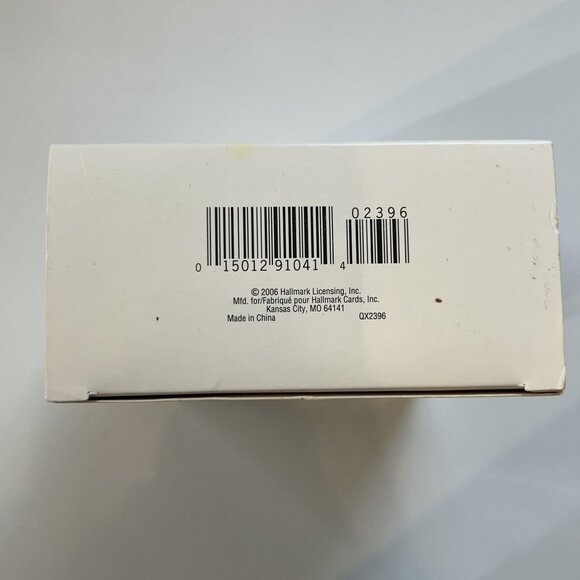 02396
0 15012 91041 4
© 2006 Hallmark Licensing, Inc.
Mfd. for/Fabriqué pour Hallmark Cards, Inc.
Kansas City, MO 64141
Made in China QX2396